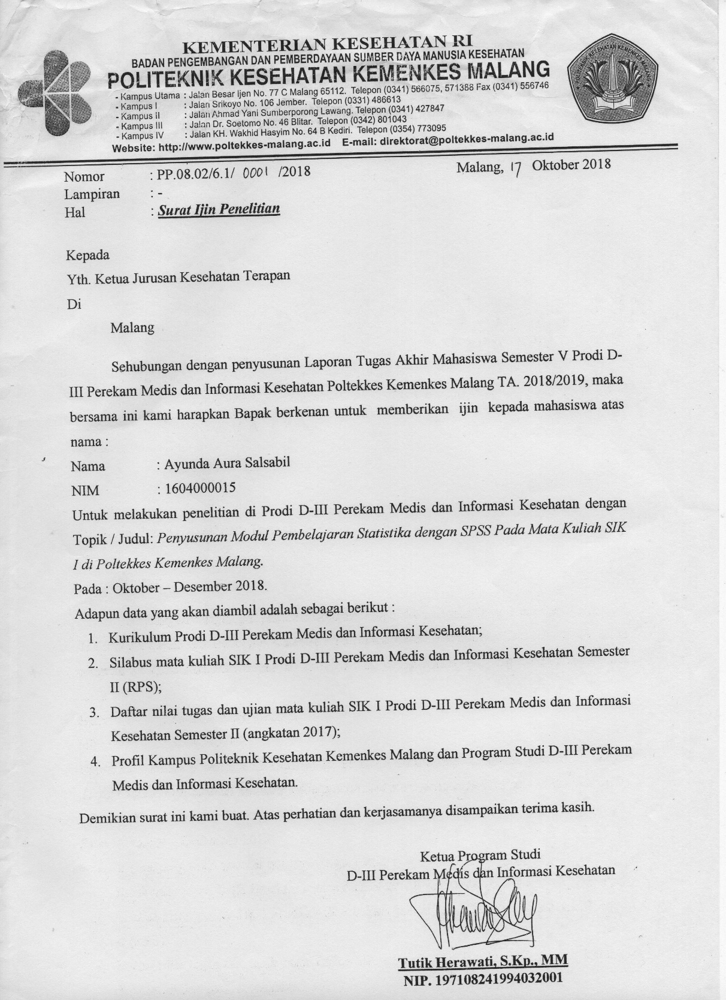 KEMENTERIAN KESEHATAN RI
BADAN PENGEMBANGAN DAN PEMBERDAYAAN SUMBER DAYA MANUSIA KESEHATAN
POLITEKNIK KESEHATAN KEMENKES MALANG
- Kampus Utama : Jalan Besar Ijen No. 77 C Malang 65112. Telepon (0341) 566075, 571388 Fax (0341) 556746
- Kampus I : Jalan Srikoyo No. 106 Jember. Telepon (0331) 486613
- Kampus II : Jalan Ahmad Yani Sumberporong Lawang. Telepon (0341) 427847
- Kampus III : Jalan Dr. Soetomo No. 46 Blitar. Telepon (0342) 801043
- Kampus IV : Jalan KH. Wakhid Hasyim No. 64 B Kediri. Telepon (0354) 773095
Website: http://www.poltekkes-malang.ac.id E-mail: direktorat@poltekkes-malang.ac.id
POLITEKNIK KESEHATAN KEMENKES MALANG
Nomor : PP.08.02/6.1/ 0001 /2018 Malang, 17 Oktober 2018
Lampiran : -
Hal : Surat Ijin Penelitian
Kepada
Yth. Ketua Jurusan Kesehatan Terapan
Di
Malang
Sehubungan dengan penyusunan Laporan Tugas Akhir Mahasiswa Semester V Prodi D-
III Perekam Medis dan Informasi Kesehatan Poltekkes Kemenkes Malang TA. 2018/2019, maka
bersama ini kami harapkan Bapak berkenan untuk memberikan ijin kepada mahasiswa atas
nama :
Nama : Ayunda Aura Salsabil
NIM : 1604000015
Untuk melakukan penelitian di Prodi D-III Perekam Medis dan Informasi Kesehatan dengan
Topik / Judul: Penyusunan Modul Pembelajaran Statistika dengan SPSS Pada Mata Kuliah SIK
I di Poltekkes Kemenkes Malang.
Pada : Oktober – Desember 2018.
Adapun data yang akan diambil adalah sebagai berikut :
1. Kurikulum Prodi D-III Perekam Medis dan Informasi Kesehatan;
2. Silabus mata kuliah SIK I Prodi D-III Perekam Medis dan Informasi Kesehatan Semester
II (RPS);
3. Daftar nilai tugas dan ujian mata kuliah SIK I Prodi D-III Perekam Medis dan Informasi
Kesehatan Semester II (angkatan 2017);
4. Profil Kampus Politeknik Kesehatan Kemenkes Malang dan Program Studi D-III Perekam
Medis dan Informasi Kesehatan.
Demikian surat ini kami buat. Atas perhatian dan kerjasamanya disampaikan terima kasih.
Ketua Program Studi
D-III Perekam Medis dan Informasi Kesehatan
Tutik Herawati, S.Kp., MM
NIP. 197108241994032001